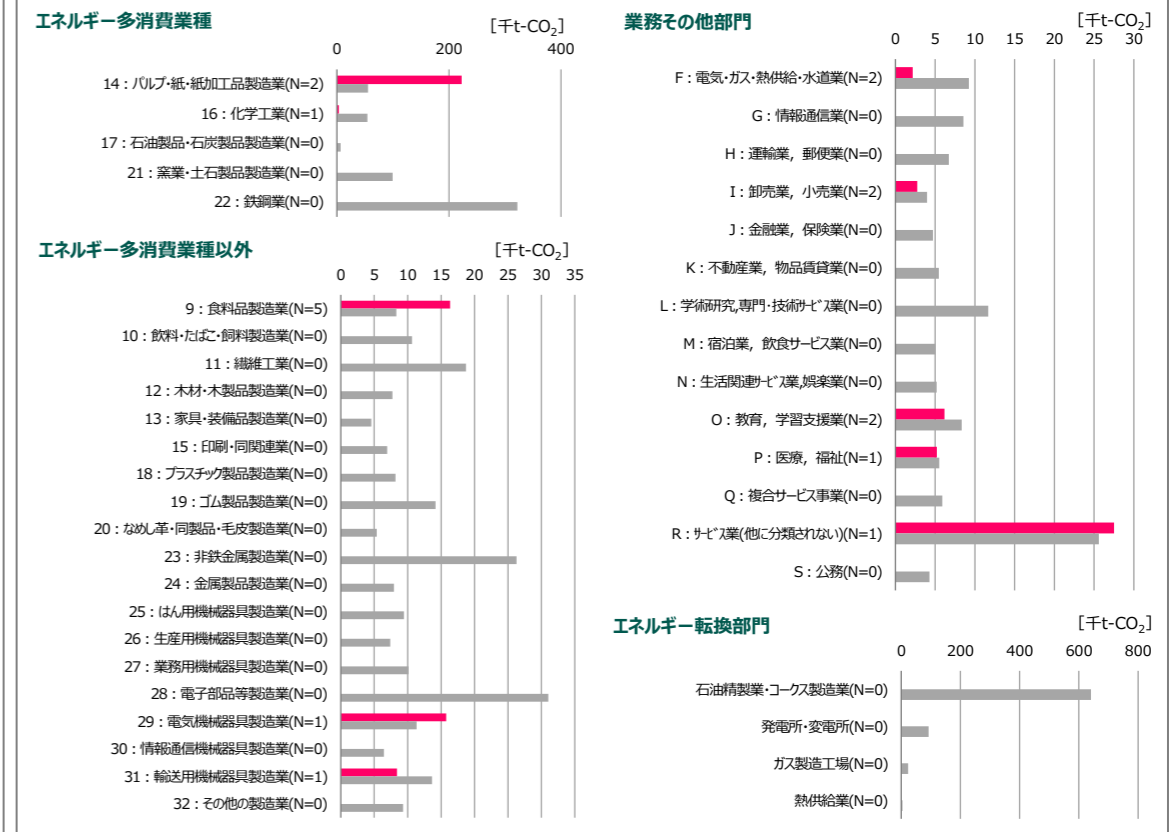 エネルギー多消費業種
[千t-CO2]
0 200 400
14：パルプ・紙・紙加工品製造業(N=2)
16：化学工業(N=1)
17：石油製品・石炭製品製造業(N=0)
21：窯業・土石製品製造業(N=0)
22：鉄鋼業(N=0)
エネルギー多消費業種以外
[千t-CO2]
0 5 10 15 20 25 30 35
9：食料品製造業(N=5)
10：飲料・たばこ・飼料製造業(N=0)
11：繊維工業(N=0)
12：木材・木製品製造業(N=0)
13：家具・装備品製造業(N=0)
15：印刷・同関連業(N=0)
18：プラスチック製品製造業(N=0)
19：ゴム製品製造業(N=0)
20：なめし革・同製品・毛皮製造業(N=0)
23：非鉄金属製造業(N=0)
24：金属製品製造業(N=0)
25：はん用機械器具製造業(N=0)
26：生産用機械器具製造業(N=0)
27：業務用機械器具製造業(N=0)
28：電子部品等製造業(N=0)
29：電気機械器具製造業(N=1)
30：情報通信機械器具製造業(N=0)
31：輸送用機械器具製造業(N=1)
32：その他の製造業(N=0)
業務その他部門
[千t-CO2]
0 5 10 15 20 25 30
F：電気・ガス・熱供給・水道業(N=2)
G：情報通信業(N=0)
H：運輸業，郵便業(N=0)
I：卸売業，小売業(N=2)
J：金融業，保険業(N=0)
K：不動産業，物品賃貸業(N=0)
L：学術研究,専門・技術サービス業(N=0)
M：宿泊業，飲食サービス業(N=0)
N：生活関連サービス業,娯楽業(N=0)
O：教育，学習支援業(N=2)
P：医療，福祉(N=1)
Q：複合サービス事業(N=0)
R：サービス業(他に分類されない)(N=1)
S：公務(N=0)
エネルギー転換部門
[千t-CO2]
0 200 400 600 800
石油精製業・コークス製造業(N=0)
発電所・変電所(N=0)
ガス製造工場(N=0)
熱供給業(N=0)